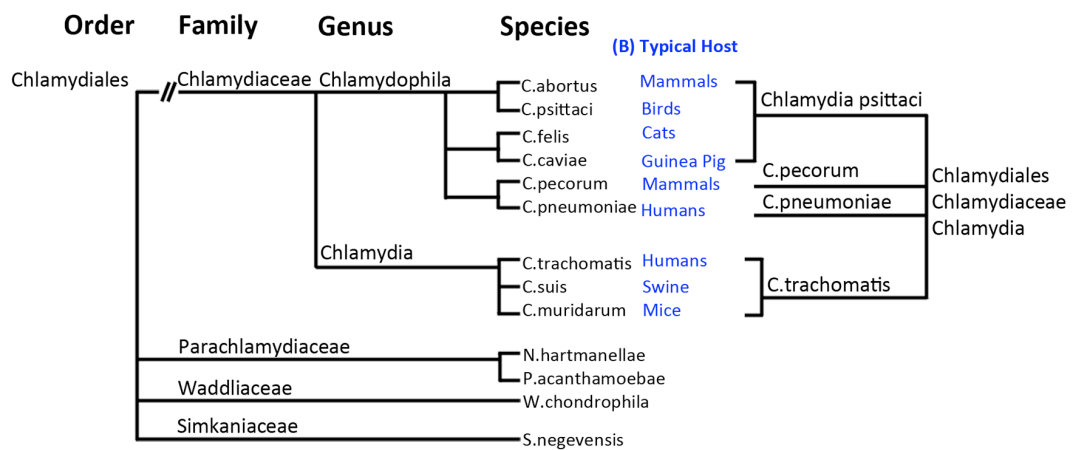 Order Family Genus Species
(B) Typical Host
Chlamydiales Chlamydiaceae Chlamydophila
C.abortus Mammals
C.psittaci Birds
C.felis Cats
C.caviae Guinea Pig
C.pecorum Mammals
C.pneumoniae Humans
Chlamydia psittaci
C.pecorum
C.pneumoniae
Chlamydiales
Chlamydiaceae
Chlamydia
Chlamydia
C.trachomatis Humans
C.suis Swine
C.muridarum Mice
C.trachomatis
Parachlamydiaceae
N.hartmanellae
P.acanthamoebae
Waddliaceae
W.chondrophila
Simkaniaceae
S.negevensis